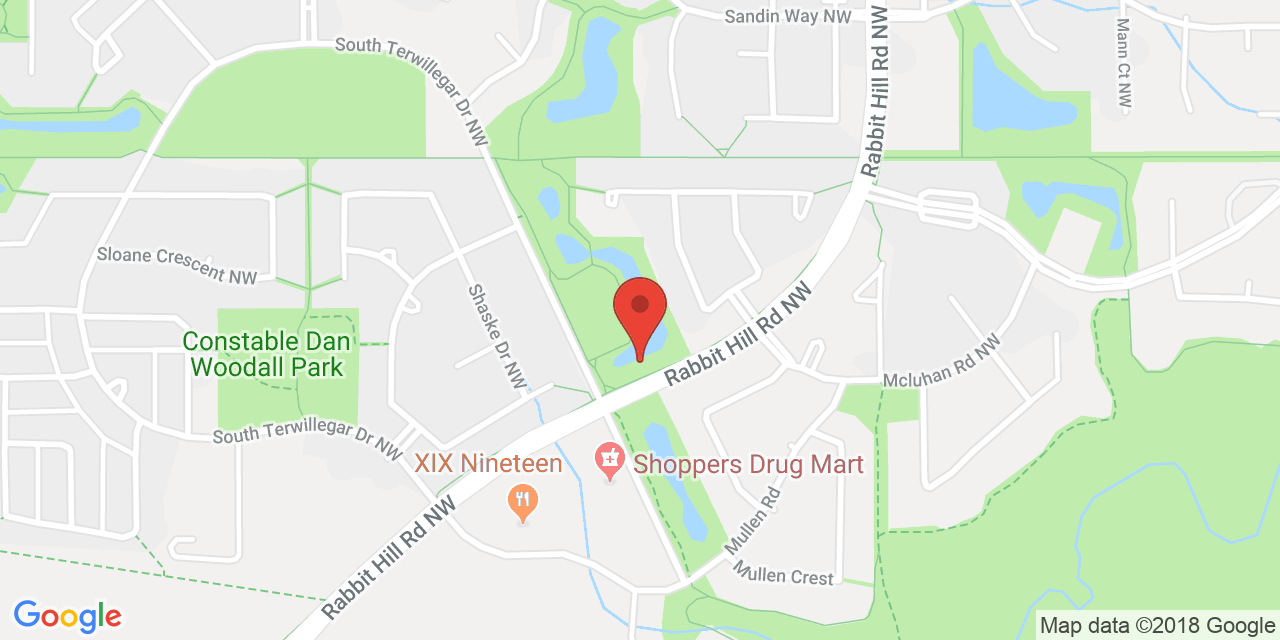 Sandin Way NW
Mann Ct NW
South Terwillegar Dr NW
Rabbit Hill Rd NW
Sloane Crescent NW
Shaske Dr NW
Constable Dan
Woodall Park
Rabbit Hill Rd NW
Mcluhan Rd NW
South Terwillegar Dr NW
XIX Nineteen
Shoppers Drug Mart
Rabbit Hill Rd NW
Mullen Rd
Mullen Crest
Google
Map data ©2018 Google